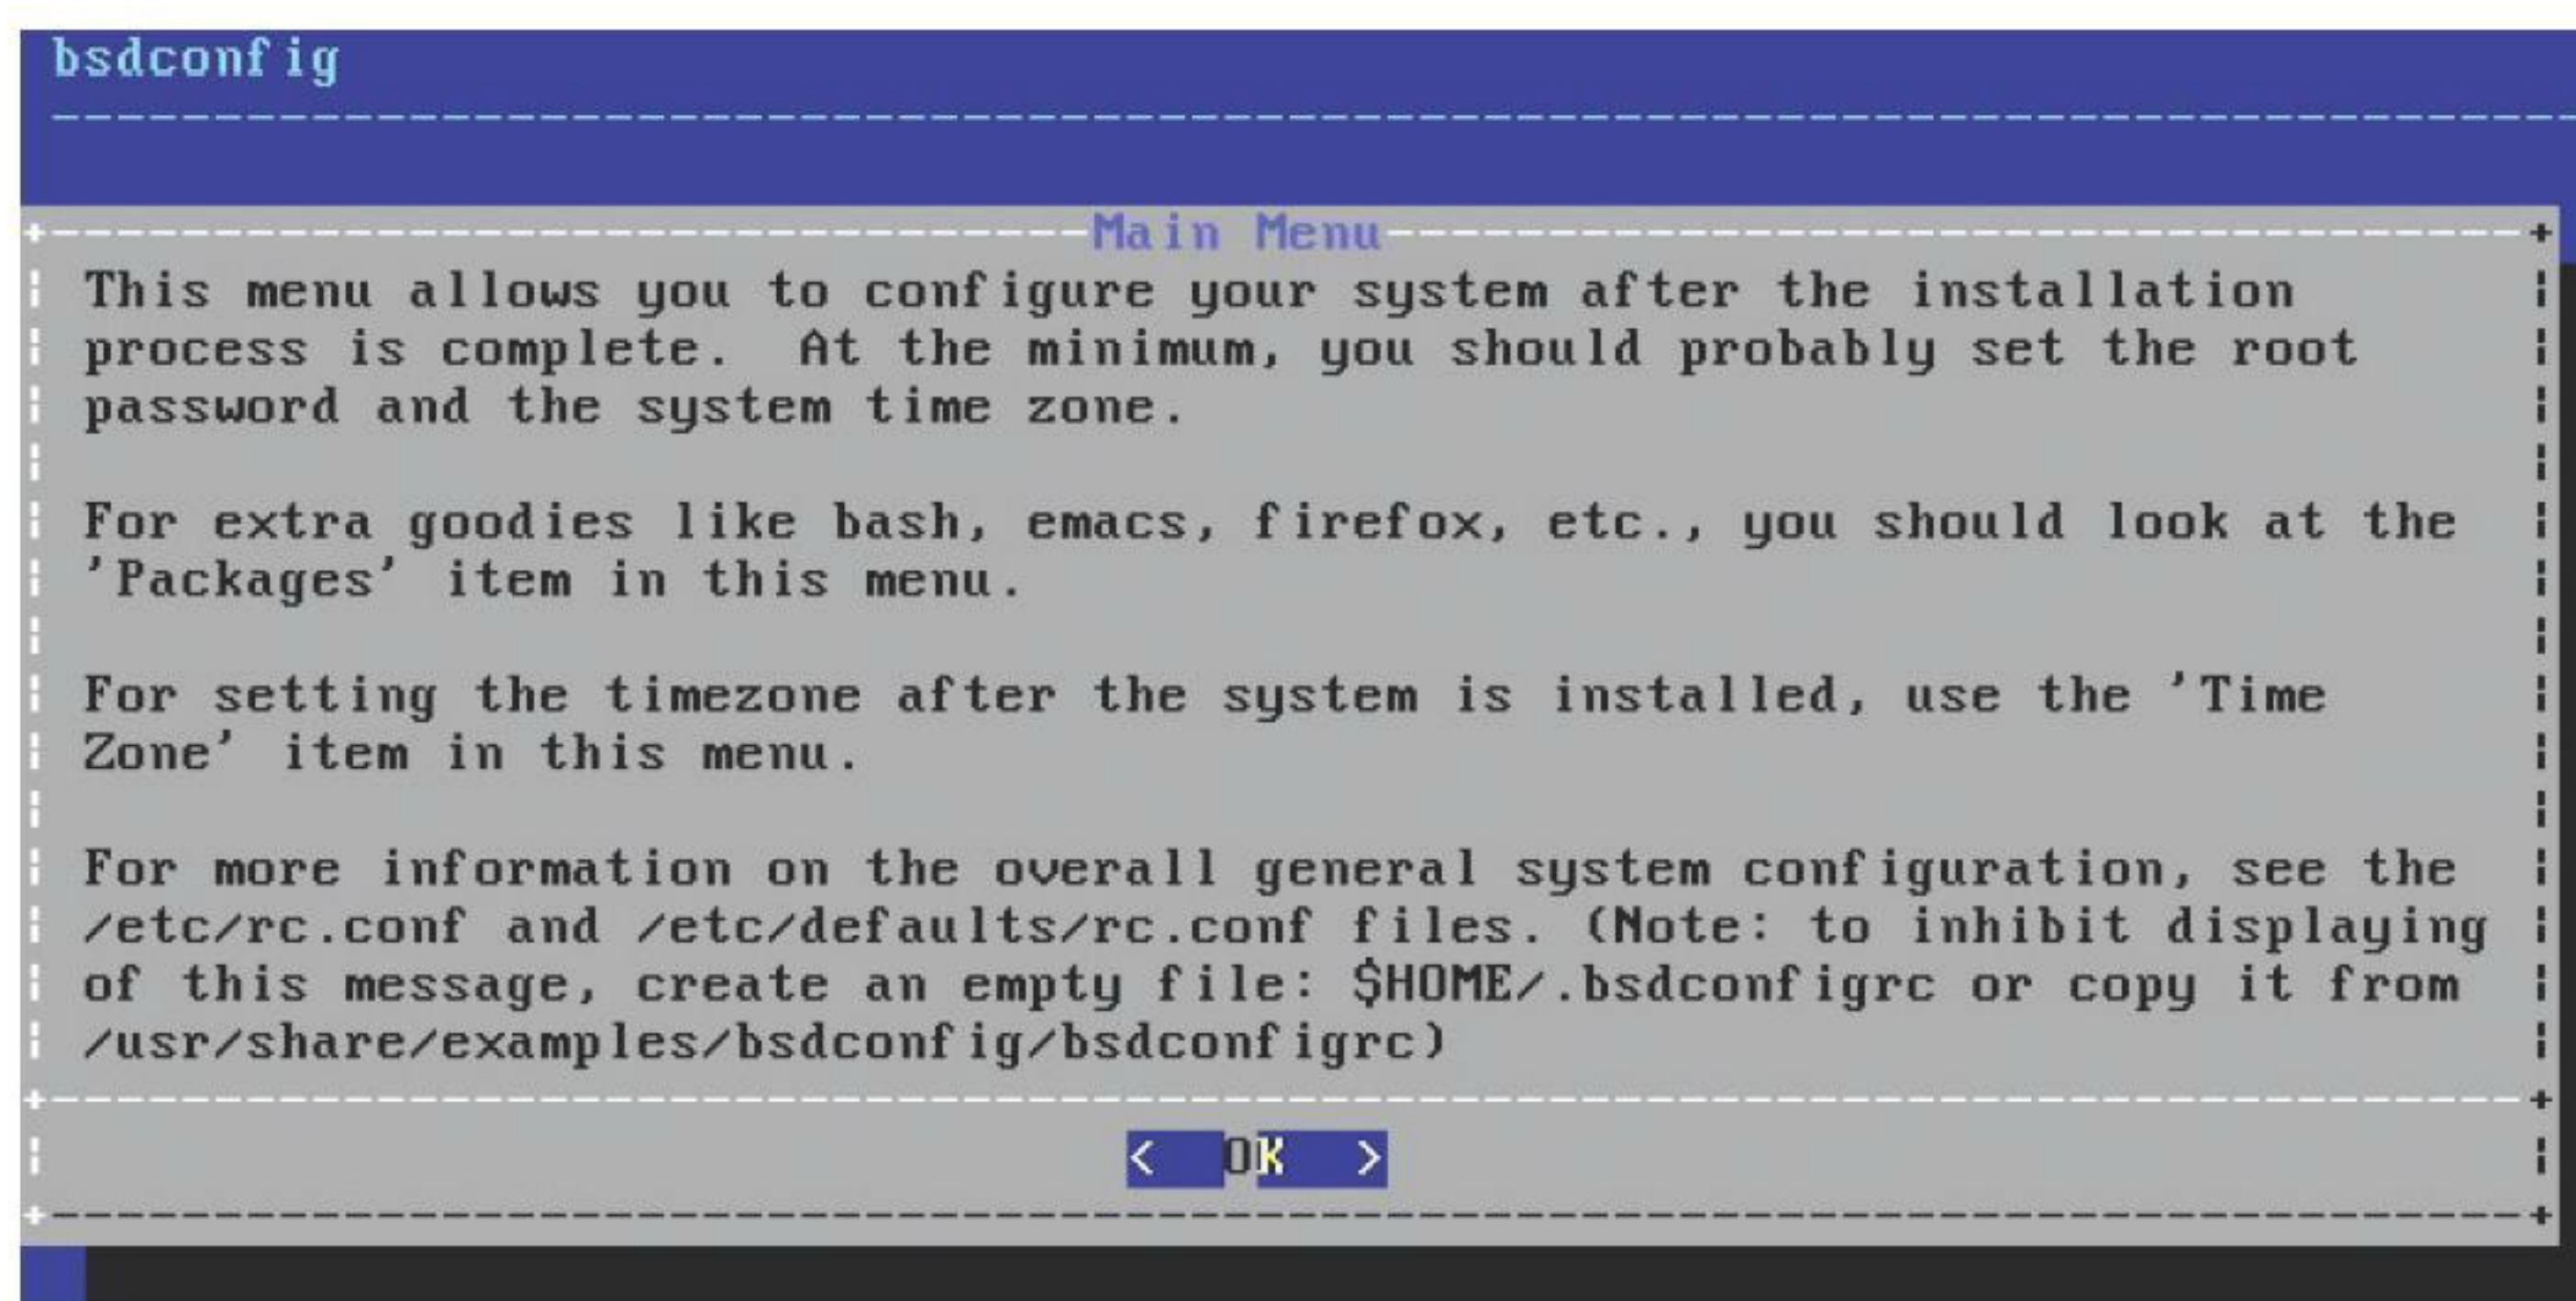 bsdconfig
Main Menu
This menu allows you to configure your system after the installation
process is complete.  At the minimum, you should probably set the root
password and the system time zone.
For extra goodies like bash, emacs, firefox, etc., you should look at the
'Packages' item in this menu.
For setting the timezone after the system is installed, use the 'Time
Zone' item in this menu.
For more information on the overall general system configuration, see the
/etc/rc.conf and /etc/defaults/rc.conf files. (Note: to inhibit displaying
of this message, create an empty file: $HOME/.bsdconfigrc or copy it from
/usr/share/examples/bsdconfig/bsdconfigrc)
<  OK  >